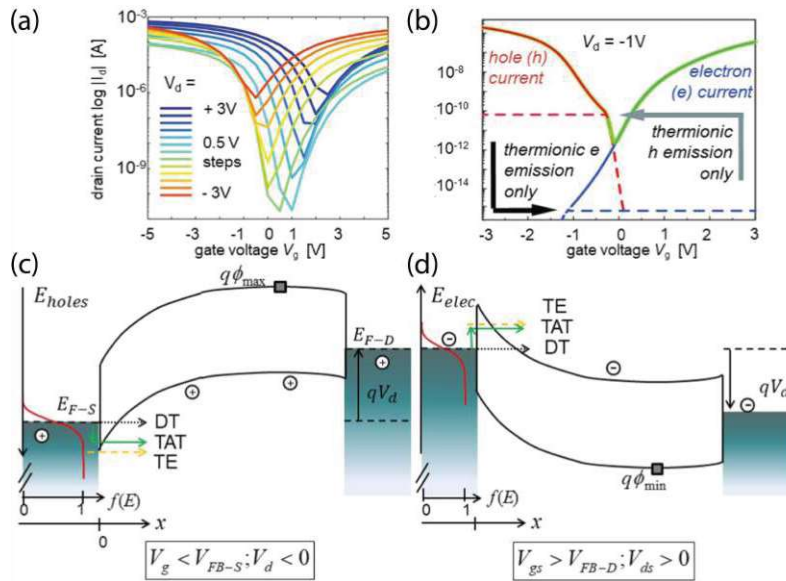 (a)
10⁻³
10⁻⁶
10⁻⁹
drain current log |I_d| [A]
V_d =
+ 3V
0.5 V
steps
- 3V
-5 -3 -1 1 3 5
gate voltage V_g [V]
(b)
V_d = -1V
hole (h)
current
electron
(e) current
10⁻⁸
10⁻¹⁰
10⁻¹²
10⁻¹⁴
thermionic e
emission
only
thermionic
h emission
only
-3 -2 -1 0 1 2 3
gate voltage V_g [V]
(c)
E_holes
qϕ_max
E_F-D
E_F-S
qV_d
DT
TAT
TE
0 1 f(E)
x
0
V_g < V_FB-S; V_d < 0
(d)
E_elec
TE
TAT
DT
qV_d
qϕ_min
0 1 f(E)
x
V_gs > V_FB-D; V_ds > 0